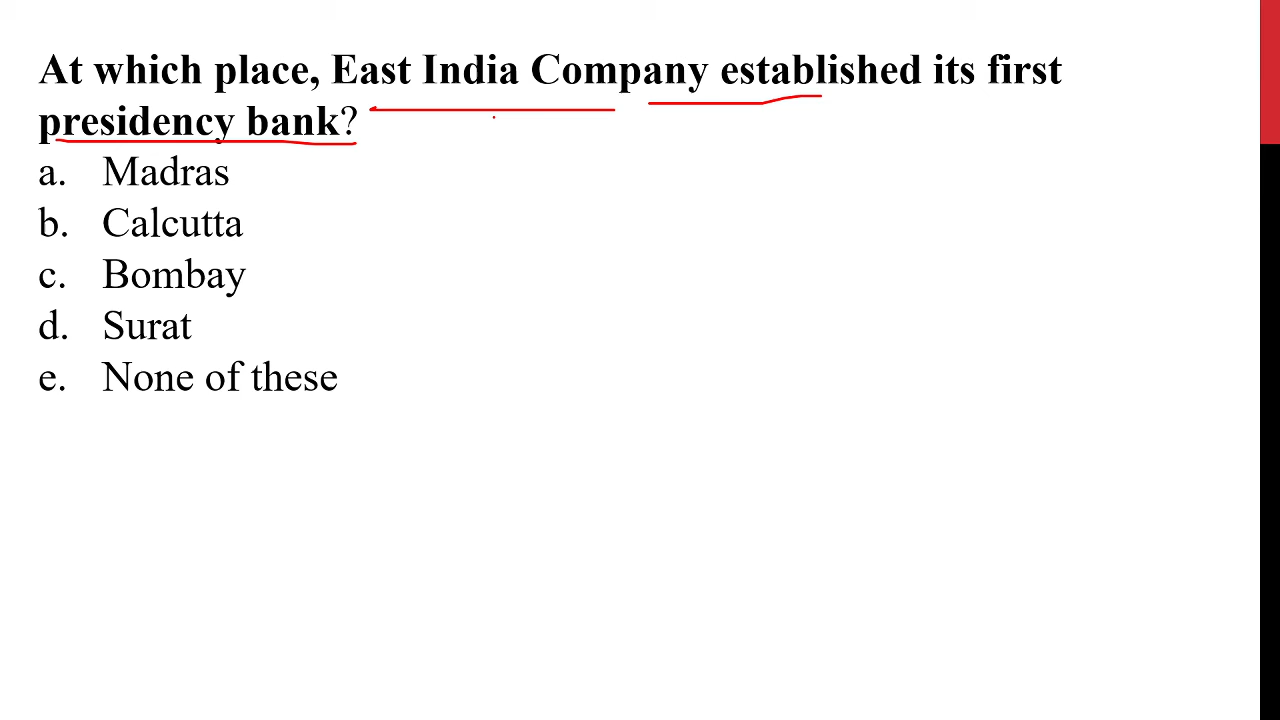 At which place, East India Company established its first
presidency bank?
a. Madras
b. Calcutta
c. Bombay
d. Surat
e. None of these